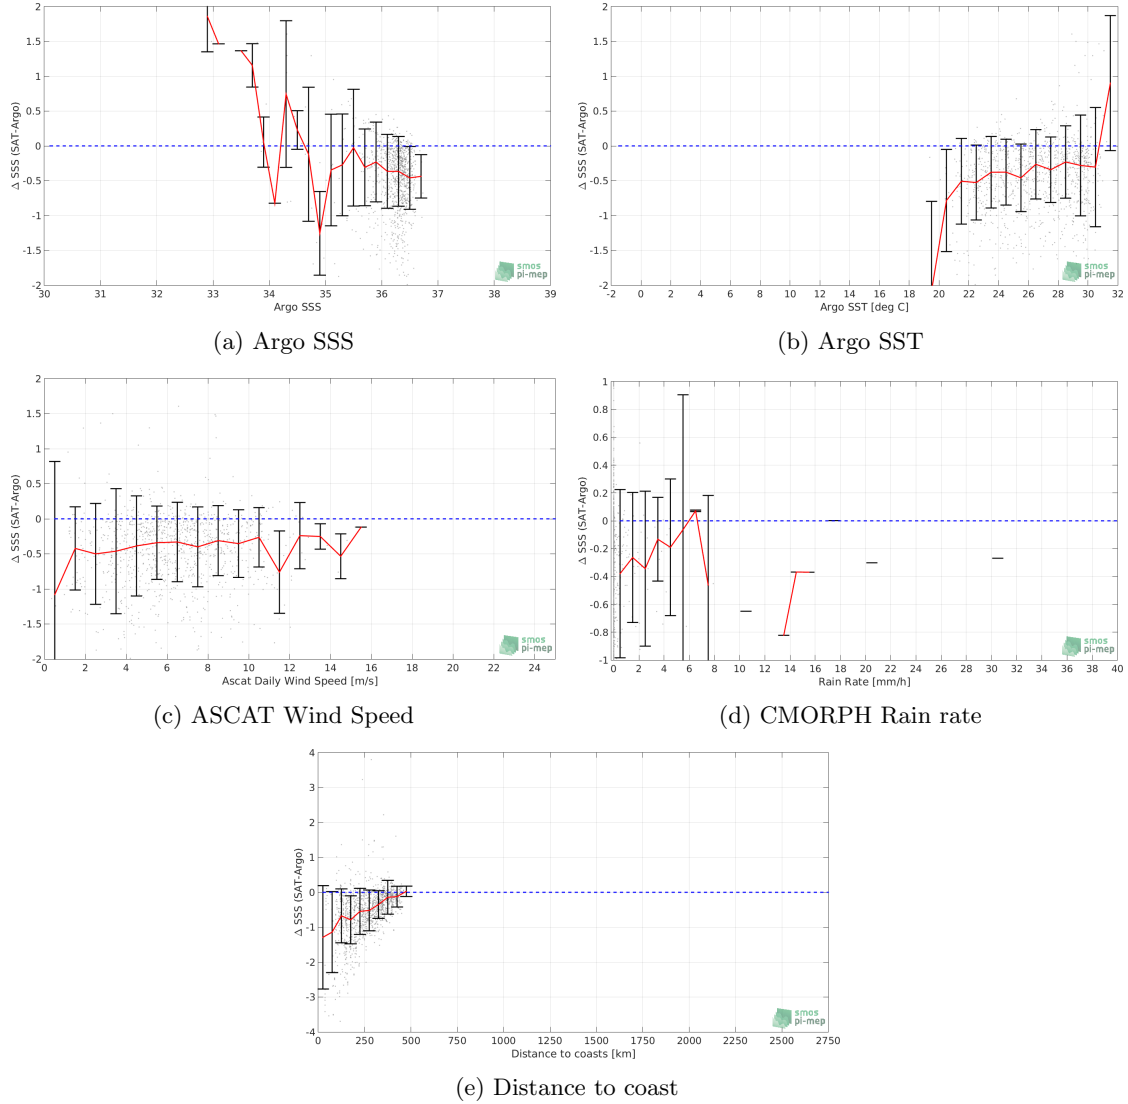 2
1.5
1
0.5
0
-0.5
-1
-1.5
-2
Δ SSS (SAT-Argo)
30 31 32 33 34 35 36 37 38 39
Argo SSS
smos
pi-mep
(a) Argo SSS
2
1.5
1
0.5
0
-0.5
-1
-1.5
-2
Δ SSS (SAT-Argo)
-2 0 2 4 6 8 10 12 14 16 18 20 22 24 26 28 30 32
Argo SST [deg C]
smos
pi-mep
(b) Argo SST
2
1.5
1
0.5
0
-0.5
-1
-1.5
-2
Δ SSS (SAT-Argo)
0 2 4 6 8 10 12 14 16 18 20 22 24
Ascat Daily Wind Speed [m/s]
smos
pi-mep
(c) ASCAT Wind Speed
1
0.8
0.6
0.4
0.2
0
-0.2
-0.4
-0.6
-0.8
-1
Δ SSS (SAT-Argo)
0 2 4 6 8 10 12 14 16 18 20 22 24 26 28 30 32 34 36 38 40
Rain Rate [mm/h]
smos
pi-mep
(d) CMORPH Rain rate
4
3
2
1
0
-1
-2
-3
-4
Δ SSS (SAT-Argo)
0 250 500 750 1000 1250 1500 1750 2000 2250 2500 2750
Distance to coasts [km]
smos
pi-mep
(e) Distance to coast